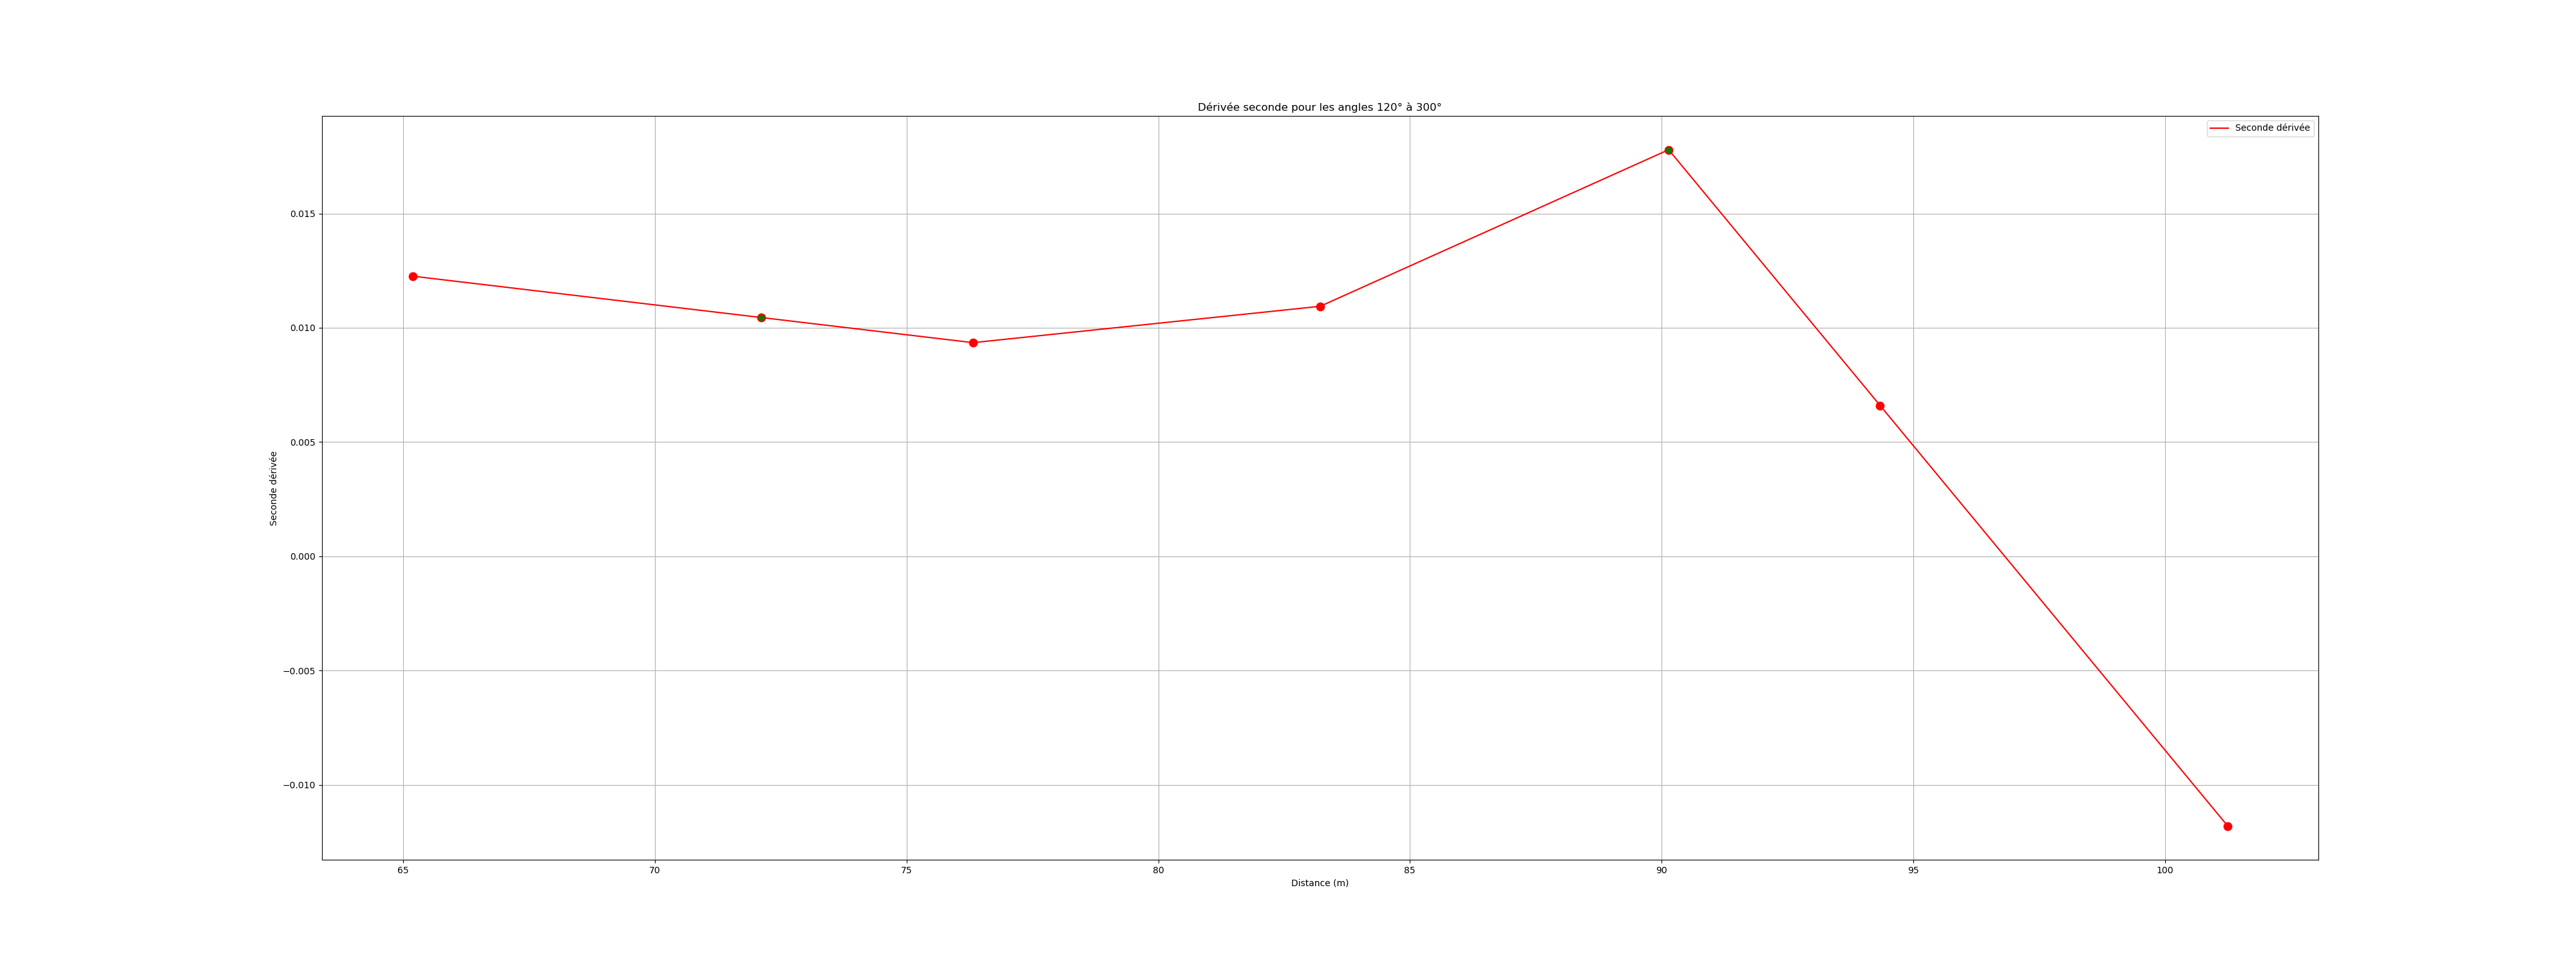 Dérivée seconde pour les angles 120° à 300°
Seconde dérivée
0.015
0.010
0.005
0.000
−0.005
−0.010
Seconde dérivée
65 70 75 80 85 90 95 100
Distance (m)